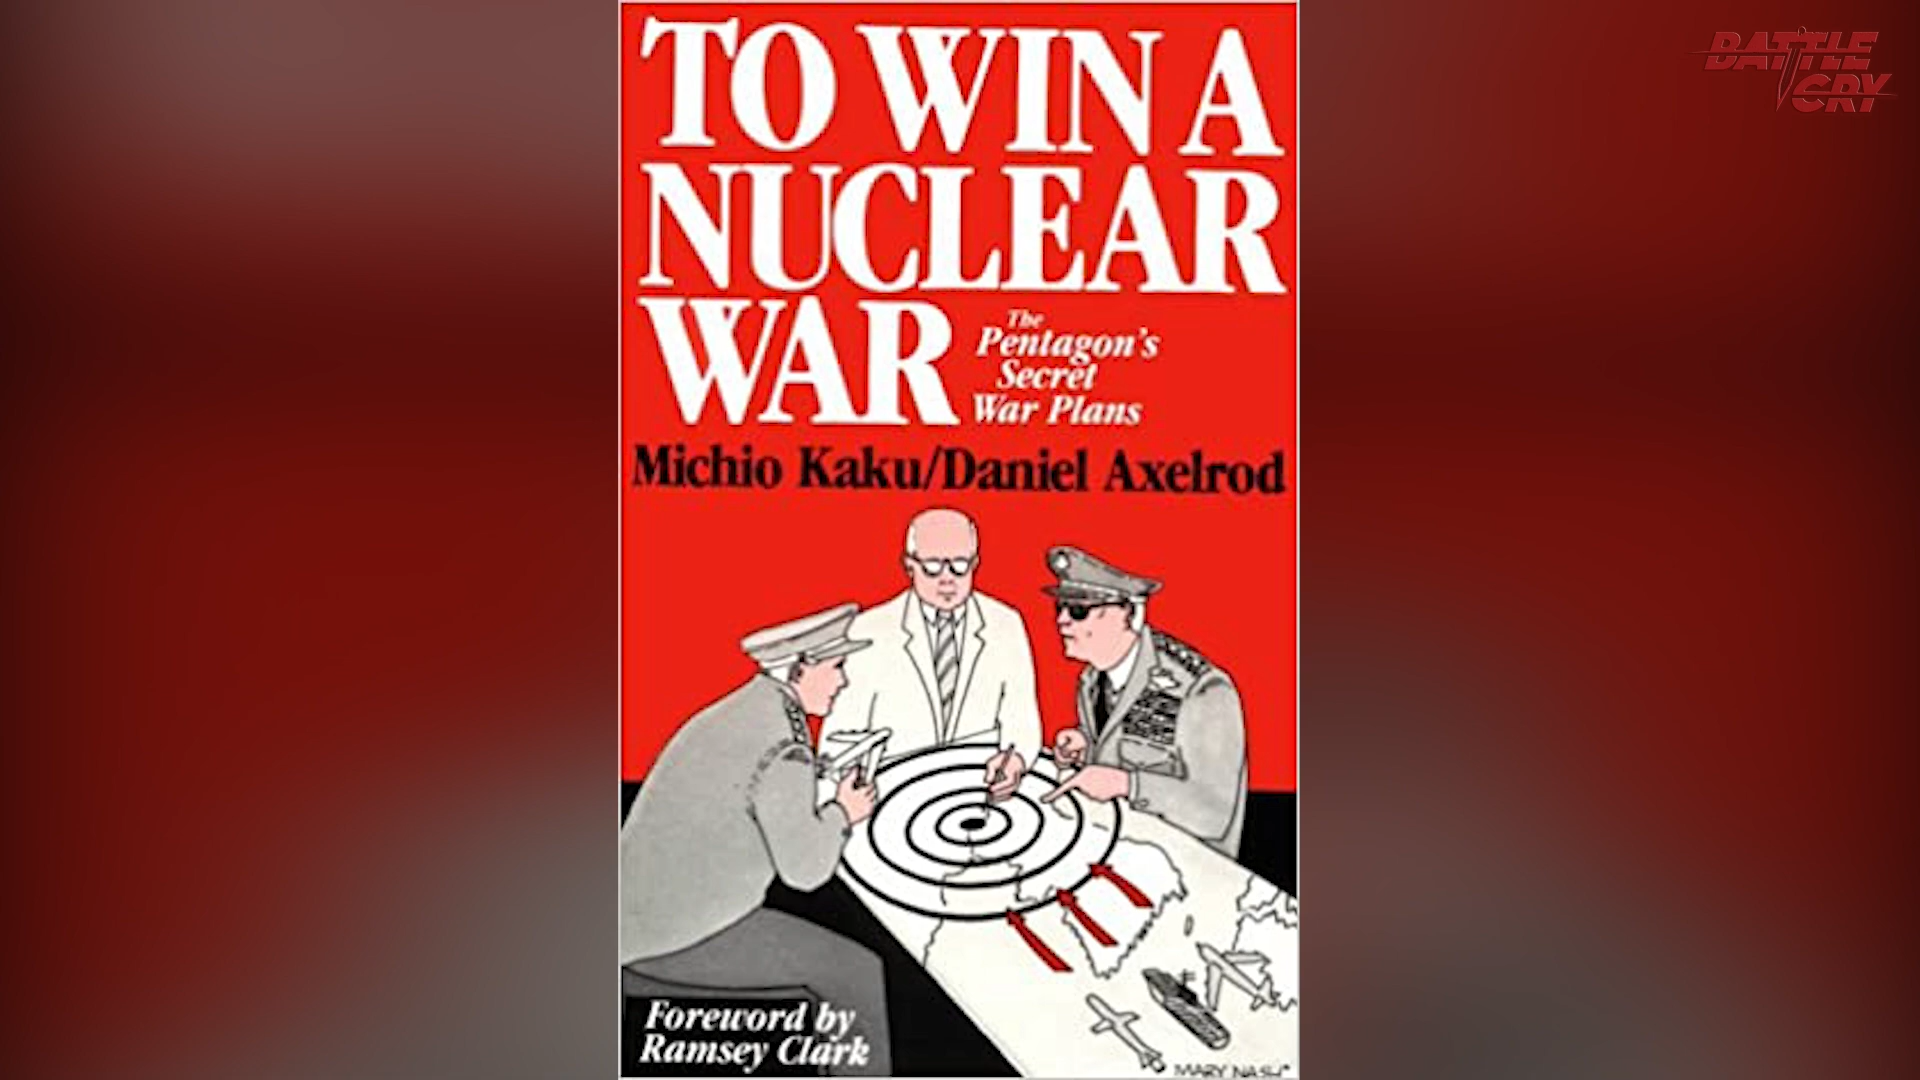 BATTLE
CRY
TO WIN A
NUCLEAR
WAR
The
Pentagon's
Secret
War Plans
Michio Kaku/Daniel Axelrod
Foreword by
Ramsey Clark
MARY NASH